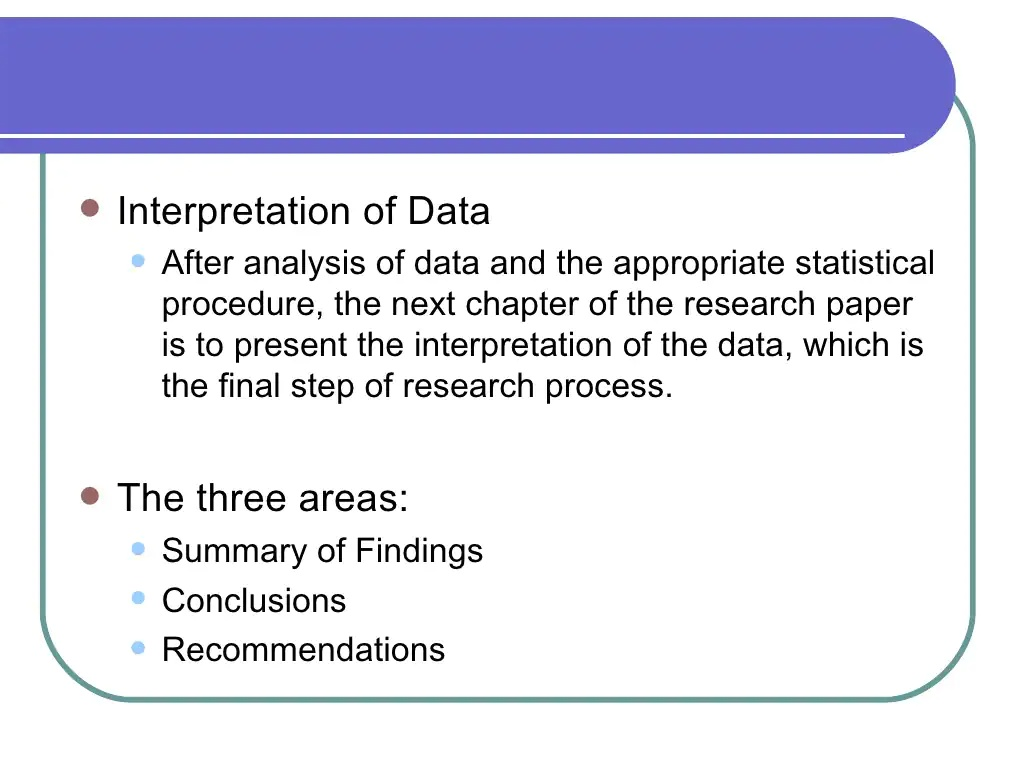 Interpretation of Data
After analysis of data and the appropriate statistical
procedure, the next chapter of the research paper
is to present the interpretation of the data, which is
the final step of research process.
The three areas:
Summary of Findings
Conclusions
Recommendations